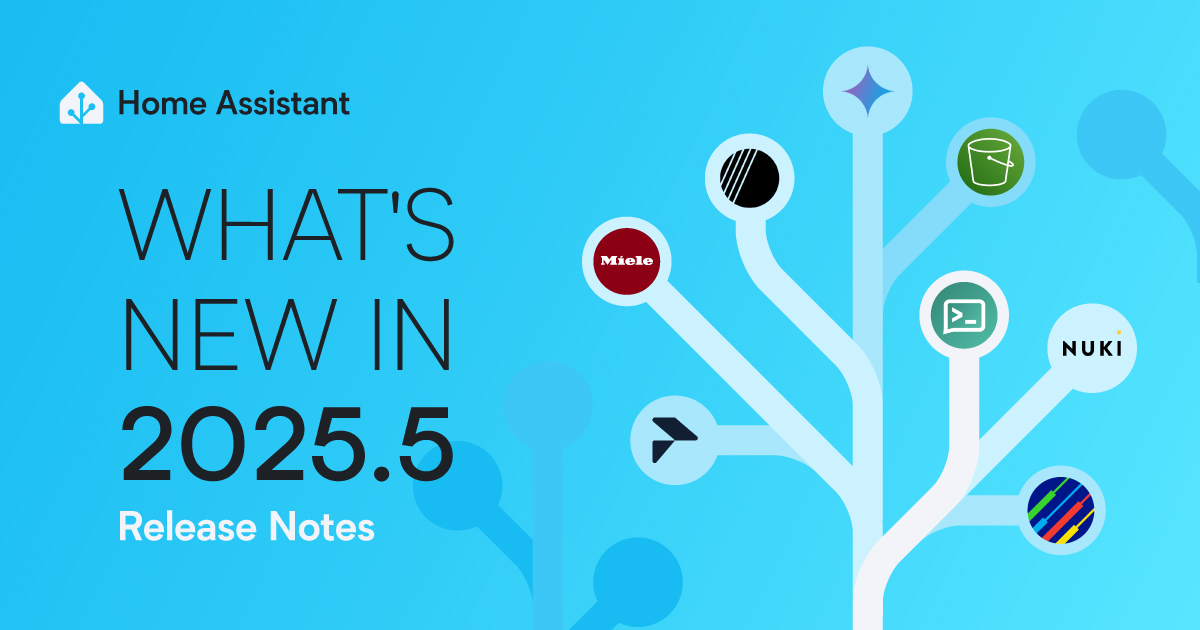 Home Assistant
WHAT'S
NEW IN
2025.5
Release Notes
Miele
NUKI